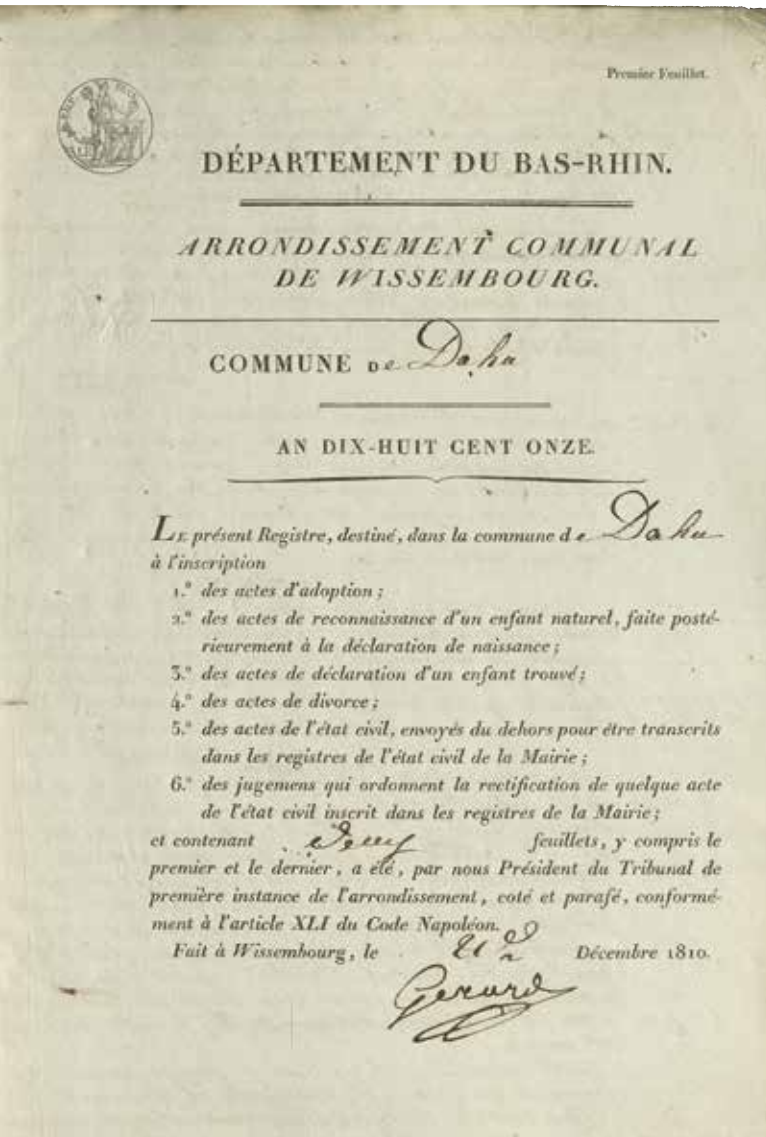 Premier Feuillet.
DÉPARTEMENT DU BAS-RHIN.
ARRONDISSEMENT COMMUNAL
DE WISSEMBOURG.
COMMUNE De Dahn
AN DIX-HUIT CENT ONZE.
LE présent Registre, destiné, dans la commune de Dahn
à l'inscription
1.° des actes d'adoption ;
2.° des actes de reconnaissance d'un enfant naturel, faite posté-
rieurement à la déclaration de naissance ;
3.° des actes de déclaration d'un enfant trouvé ;
4.° des actes de divorce ;
5.° des actes de l'état civil, envoyés du dehors pour être transcrits
dans les registres de l'état civil de la Mairie ;
6.° des jugemens qui ordonnent la rectification de quelque acte
de l'état civil inscrit dans les registres de la Mairie ;
et contenant deux feuillets, y compris le
premier et le dernier, a été, par nous Président du Tribunal de
première instance de l'arrondissement, coté et parafé, conformé-
ment à l'article XLI du Code Napoléon.
Fait à Wissembourg, le Décembre 1810.
Gerard